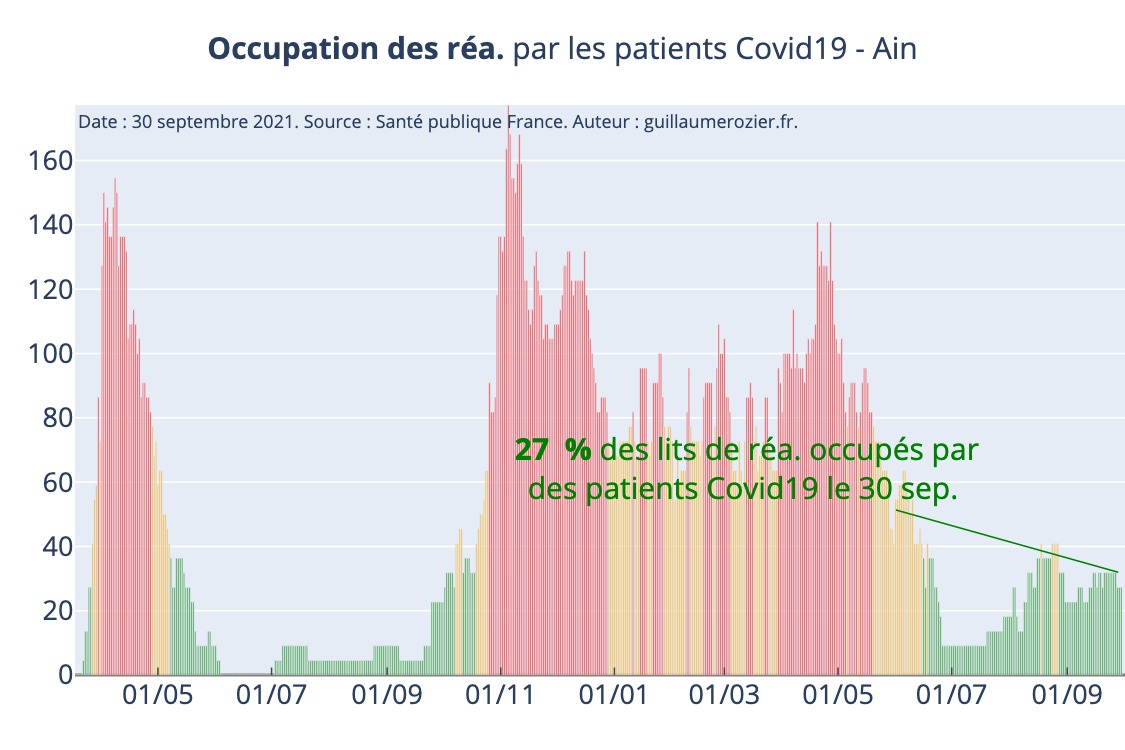 Occupation des réa. par les patients Covid19 - Ain
Date : 30 septembre 2021. Source : Santé publique France. Auteur : guillaumerozier.fr.
160
140
120
100
80
60
40
20
0
27 % des lits de réa. occupés par
des patients Covid19 le 30 sep.
01/05 01/07 01/09 01/11 01/01 01/03 01/05 01/07 01/09